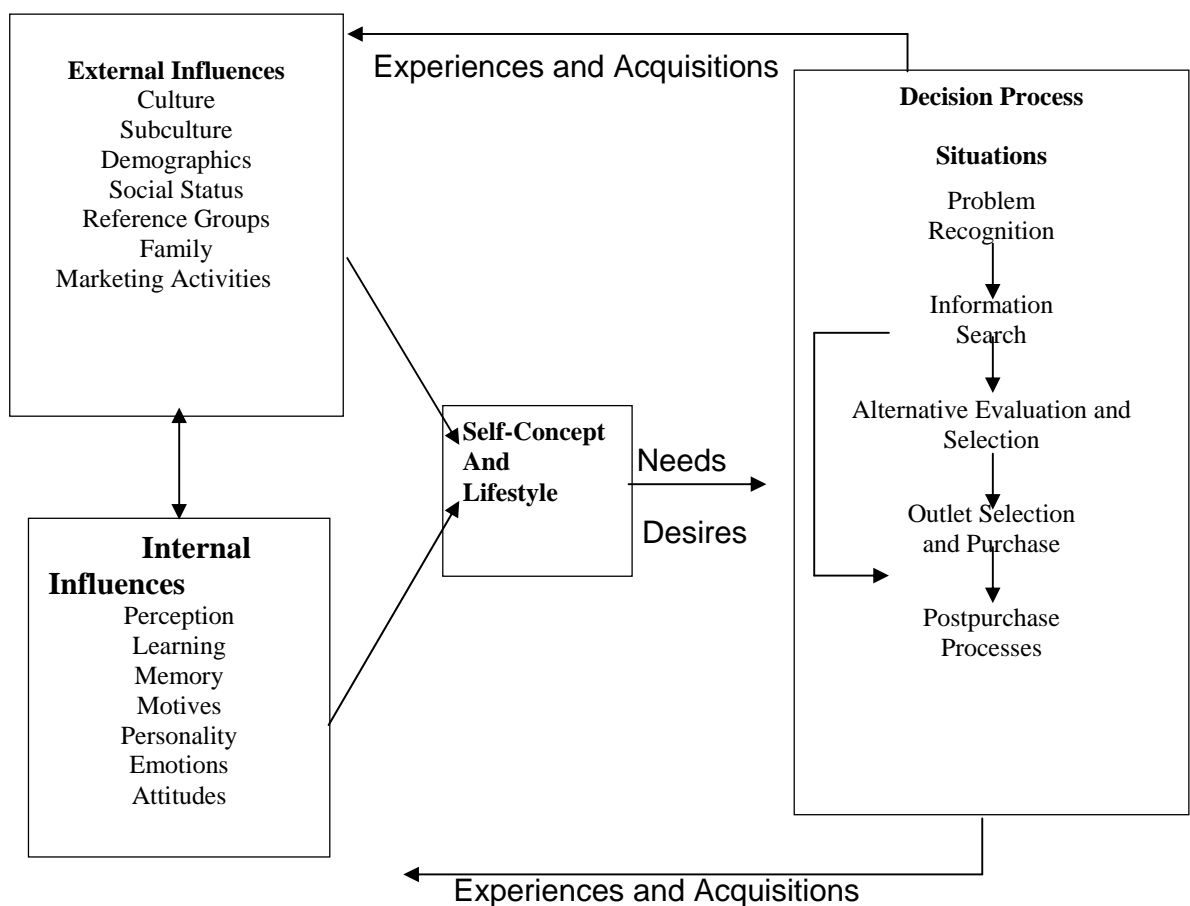 External Influences
Culture
Subculture
Demographics
Social Status
Reference Groups
Family
Marketing Activities
Experiences and Acquisitions
Internal
Influences
Perception
Learning
Memory
Motives
Personality
Emotions
Attitudes
Self-Concept
And
Lifestyle
Needs
Desires
Decision Process
Situations
Problem
Recognition
Information
Search
Alternative Evaluation and
Selection
Outlet Selection
and Purchase
Postpurchase
Processes
Experiences and Acquisitions